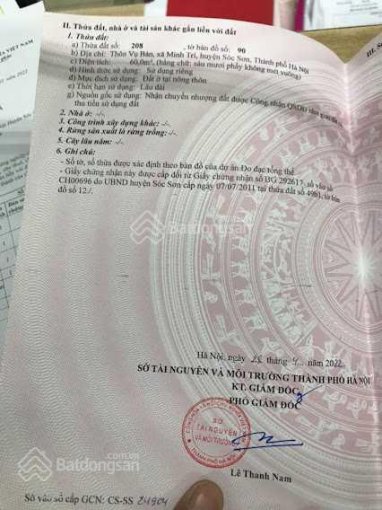 II. Thửa đất, nhà ở và tài sản khác gắn liền với đất
1. Thửa đất:
a) Thửa đất số: 208 , tờ bản đồ số: 90
b) Địa chỉ: Thôn Vụ Bản, xã Minh Trí, huyện Sóc Sơn, Thành phố Hà Nội
c) Diện tích: 60,0m², (bằng chữ: sáu mươi phẩy không mét vuông)
d) Hình thức sử dụng: Sử dụng riêng
đ) Mục đích sử dụng: Đất ở tại nông thôn
e) Thời hạn sử dụng: Lâu dài
g) Nguồn gốc sử dụng: Nhận chuyển nhượng đất được Công nhận QSDĐ như
thu tiền sử dụng đất
2. Nhà ở: -/-
3. Công trình xây dựng khác: -/-
4. Rừng sản xuất là rừng trồng: -/-
5. Cây lâu năm: -/-
6. Ghi chú:
- Số tờ, số thửa được xác định theo bản đồ của dự án Đo đạc tổng thể.
- Giấy chứng nhận này được cấp đổi từ Giấy chứng nhận số BG 292617, số vào sổ
CH00696 do UBND huyện Sóc Sơn cấp ngày 07/07/2011 tại thửa đất số tờ bản
đồ số 12./.
Batdongsan
Hà Nội, ngày tháng năm 2022
SỞ TÀI NGUYÊN VÀ MÔI TRƯỜNG THÀNH PHỐ HÀ NỘI
KT. GIÁM ĐỐC
PHÓ GIÁM ĐỐC
SỞ
TÀI NGUYÊN
VÀ MÔI TRƯỜNG
THÀNH PHỐ HÀ NỘI
Lê Thanh Nam
Batdongsan
Số vào sổ cấp GCN: CS-SS 24904